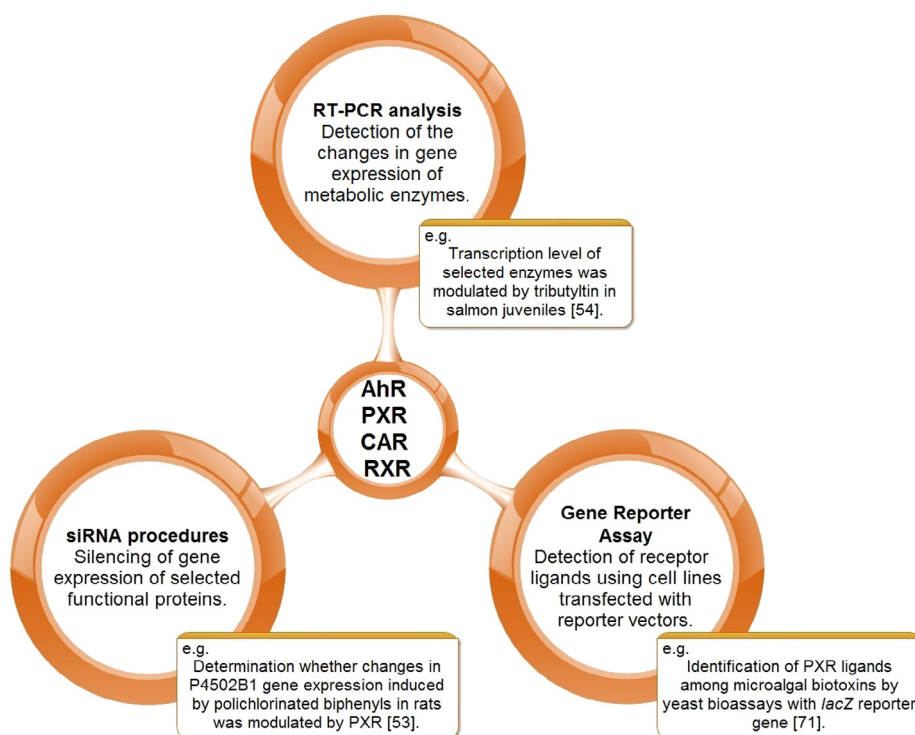 RT-PCR analysis
Detection of the
changes in gene
expression of
metabolic enzymes.
e.g.
Transcription level of
selected enzymes was
modulated by tributyltin in
salmon juveniles [54].
AhR
PXR
CAR
RXR
siRNA procedures
Silencing of gene
expression of selected
functional proteins.
e.g.
Determination whether changes in
P4502B1 gene expression induced
by polichlorinated biphenyls in rats
was modulated by PXR [53].
Gene Reporter
Assay
Detection of receptor
ligands using cell lines
transfected with
reporter vectors.
e.g.
Identification of PXR ligands
among microalgal biotoxins by
yeast bioassays with lacZ reporter
gene [71].